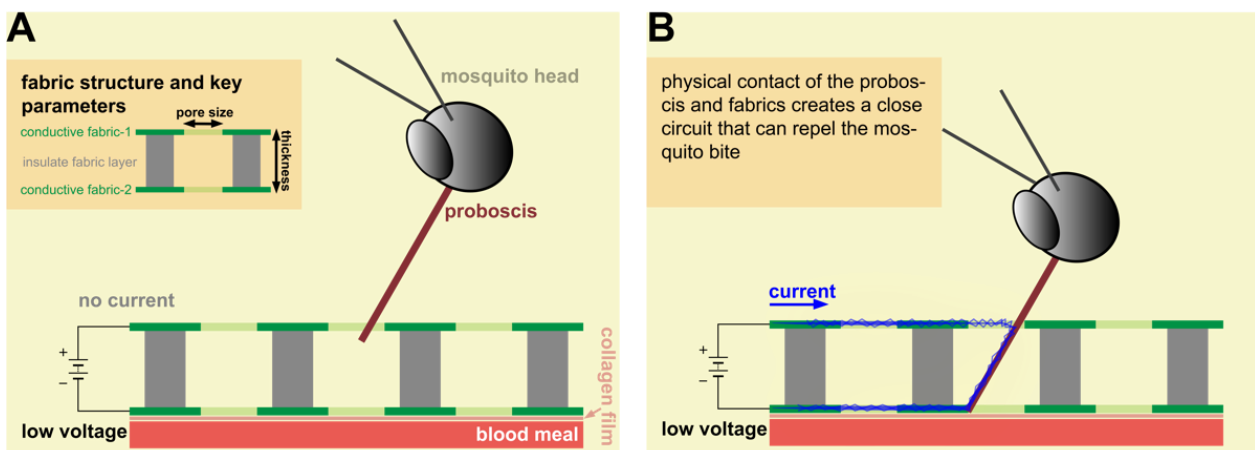 A
fabric structure and key
parameters
pore size
conductive fabric-1
insulate fabric layer
conductive fabric-2
thickness
mosquito head
proboscis
no current
+
−
low voltage
blood meal
collagen film
B
physical contact of the probos-
cis and fabrics creates a close
circuit that can repel the mos-
quito bite
current
+
−
low voltage